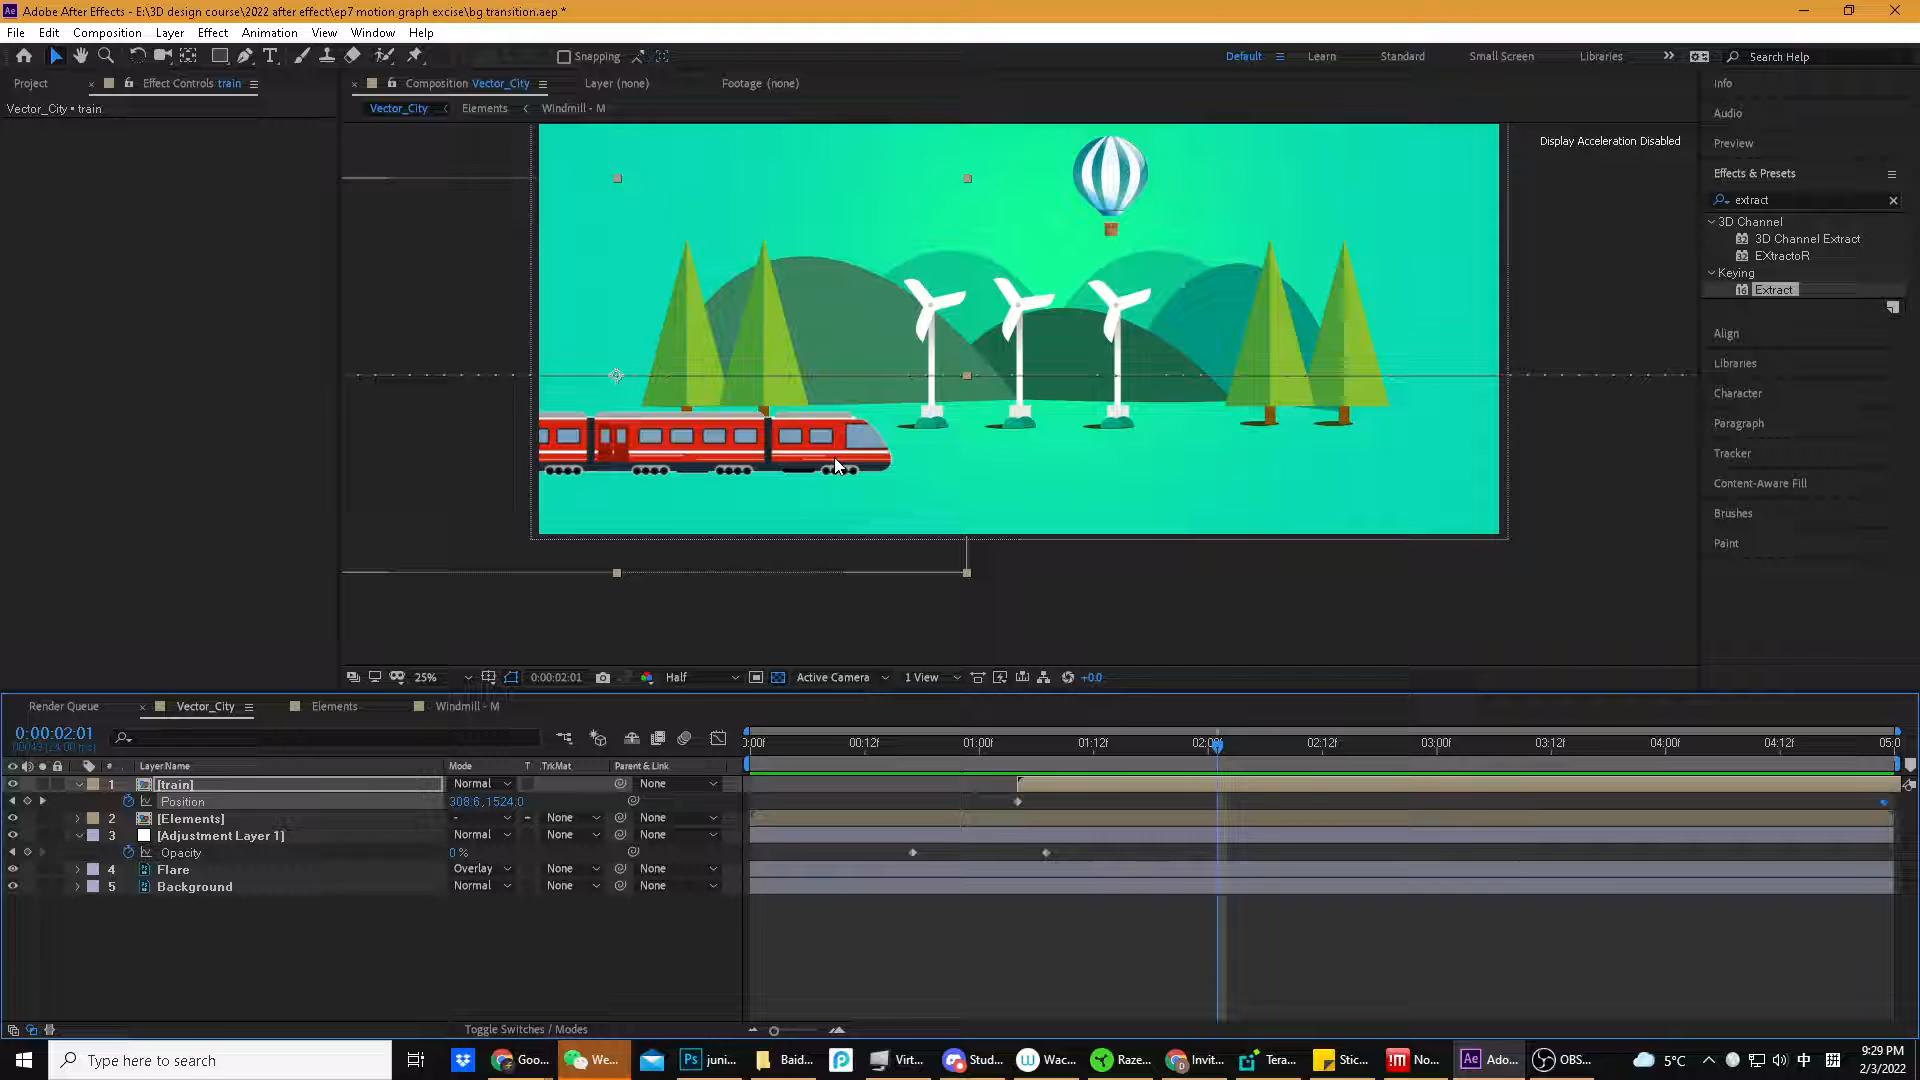 Adobe After Effects - E:\3D design course\2022 after effect\ep7 motion graph excise\bg transition.aep *
File Edit Composition Layer Effect Animation View Window Help
Snapping
Default Learn Standard Small Screen Libraries Search Help
Project Effect Controls train Composition Vector_City Layer (none) Footage (none)
Vector_City • train
Vector_City Elements Windmill - M
Display Acceleration Disabled
Info
Audio
Preview
Effects & Presets
extract
3D Channel
3D Channel Extract
EXtractoR
Keying
Extract
Align
Libraries
Character
Paragraph
Tracker
Content-Aware Fill
Brushes
Paint
25% 0:00:02:01 Half Active Camera 1 View +0.0
Render Queue Vector_City Elements Windmill - M
0:00:02:01
# LayerName Mode T .TrkMat Parent & Link
:00f 00:12f 01:00f 01:12f 02:00f 02:12f 03:00f 03:12f 04:00f 04:12f 05:0
1 [train] Normal None
Position 308.6,1524.0
2 [Elements] - None None
3 [Adjustment Layer 1] Normal None None
Opacity 0 %
4 Flare Overlay None None
5 Background Normal None None
Toggle Switches / Modes
Type here to search
Goo... We... juni... Baid... Virt... Stud... Wac... Raze... Invit... Tera... Stic... No... Ado... OBS...
5°C 中
9:29 PM
2/3/2022